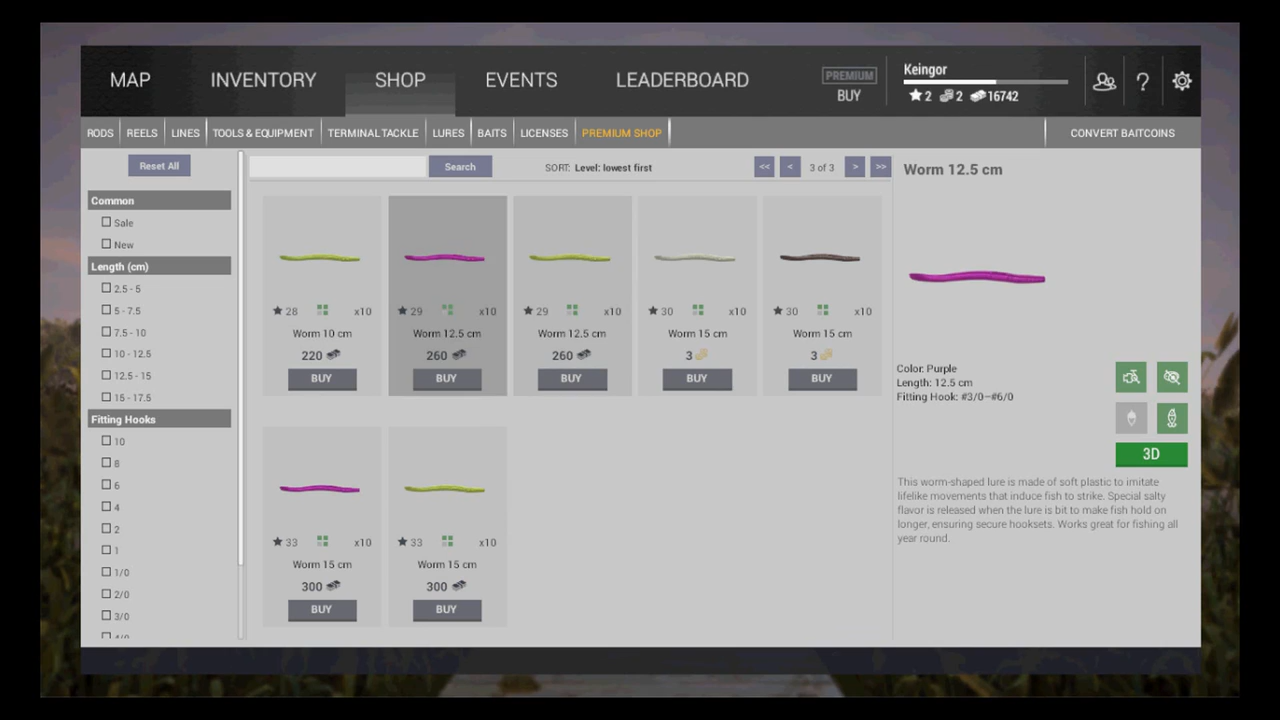 MAP INVENTORY SHOP EVENTS LEADERBOARD PREMIUM BUY Keingor 2 2 16742 ?
RODS REELS LINES TOOLS & EQUIPMENT TERMINAL TACKLE LURES BAITS LICENSES PREMIUM SHOP CONVERT BAITCOINS
Reset All
Search SORT: Level: lowest first << < 3 of 3 > >>
Common
Sale
New
Length (cm)
2.5 - 5
5 - 7.5
7.5 - 10
10 - 12.5
12.5 - 15
15 - 17.5
Fitting Hooks
10
8
6
4
2
1
1/0
2/0
3/0
4/0
28 x10
Worm 10 cm
220
BUY
29 x10
Worm 12.5 cm
260
BUY
29 x10
Worm 12.5 cm
260
BUY
30 x10
Worm 15 cm
3
BUY
30 x10
Worm 15 cm
3
BUY
33 x10
Worm 15 cm
300
BUY
33 x10
Worm 15 cm
300
BUY
Worm 12.5 cm
Color: Purple
Length: 12.5 cm
Fitting Hook: #3/0–#6/0
3D
This worm-shaped lure is made of soft plastic to imitate
lifelike movements that induce fish to strike. Special salty
flavor is released when the lure is bit to make fish hold on
longer, ensuring secure hooksets. Works great for fishing all
year round.